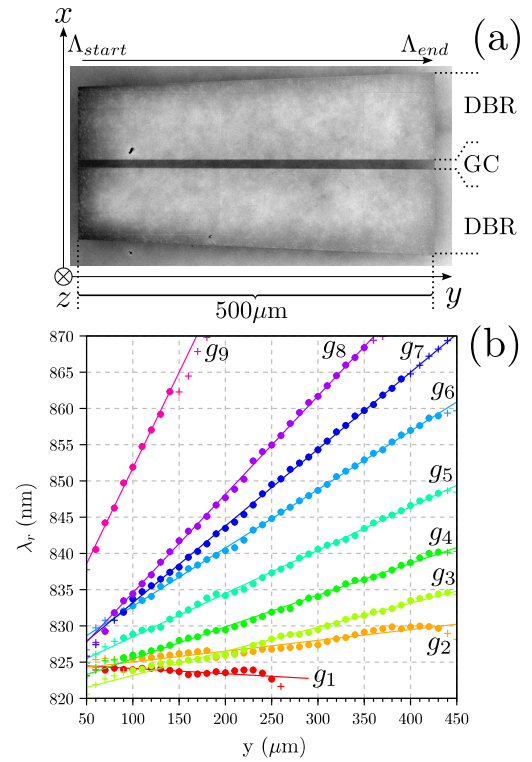 x
Λstart
Λend
(a)
DBR
GC
DBR
z
y
500μm
(b)
870
865
860
855
850
845
840
835
830
825
820
λr (nm)
g9
g8
g7
g6
g5
g4
g3
g2
g1
50 100 150 200 250 300 350 400 450
y (μm)